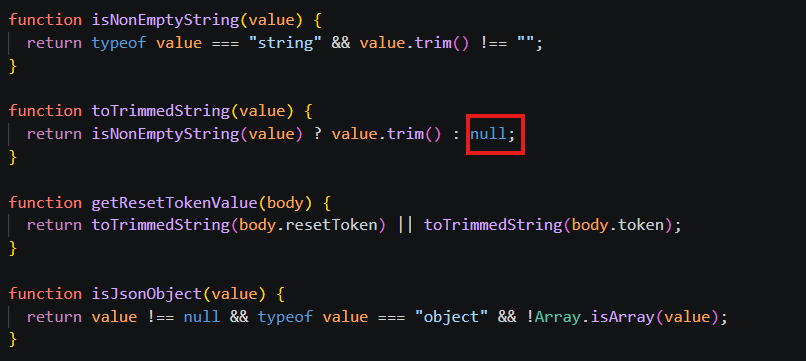 function isNonEmptyString(value) {
  return typeof value === "string" && value.trim() !== "";
}

function toTrimmedString(value) {
  return isNonEmptyString(value) ? value.trim() : null;
}

function getResetTokenValue(body) {
  return toTrimmedString(body.resetToken) || toTrimmedString(body.token);
}

function isJsonObject(value) {
  return value !== null && typeof value === "object" && !Array.isArray(value);
}